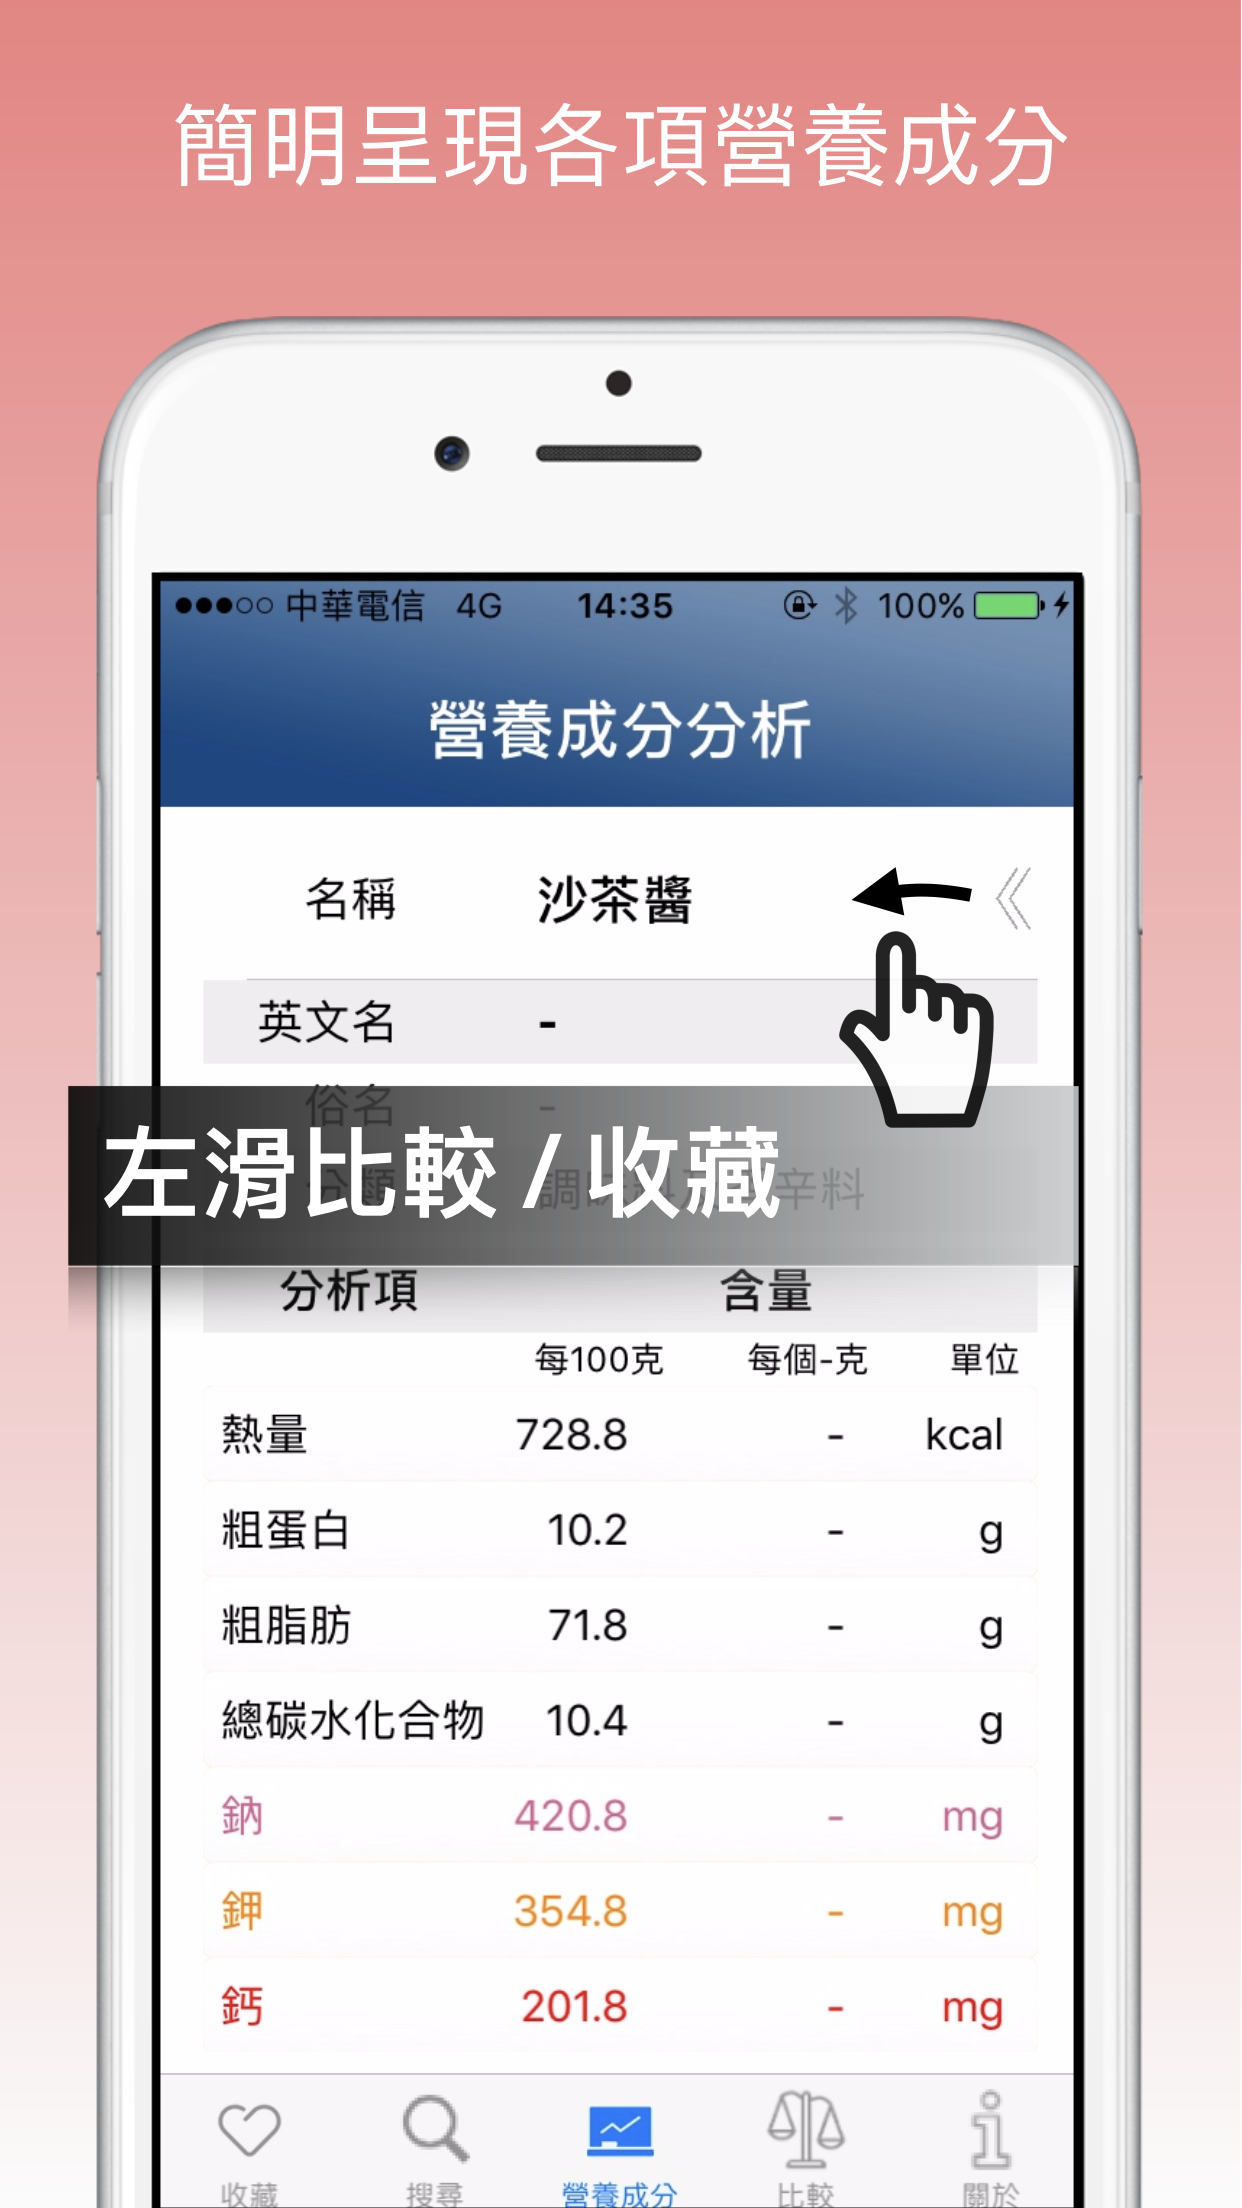 簡明呈現各項營養成分
中華電信 4G 14:35 100%
營養成分分析
名稱 沙茶醬
英文名 -
俗名 -
左滑比較 / 收藏
分類 調味料及辛料
分析項 含量
每100克 每個-克 單位
熱量 728.8 - kcal
粗蛋白 10.2 - g
粗脂肪 71.8 - g
總碳水化合物 10.4 - g
鈉 420.8 - mg
鉀 354.8 - mg
鈣 201.8 - mg
收藏 搜尋 營養成分 比較 關於